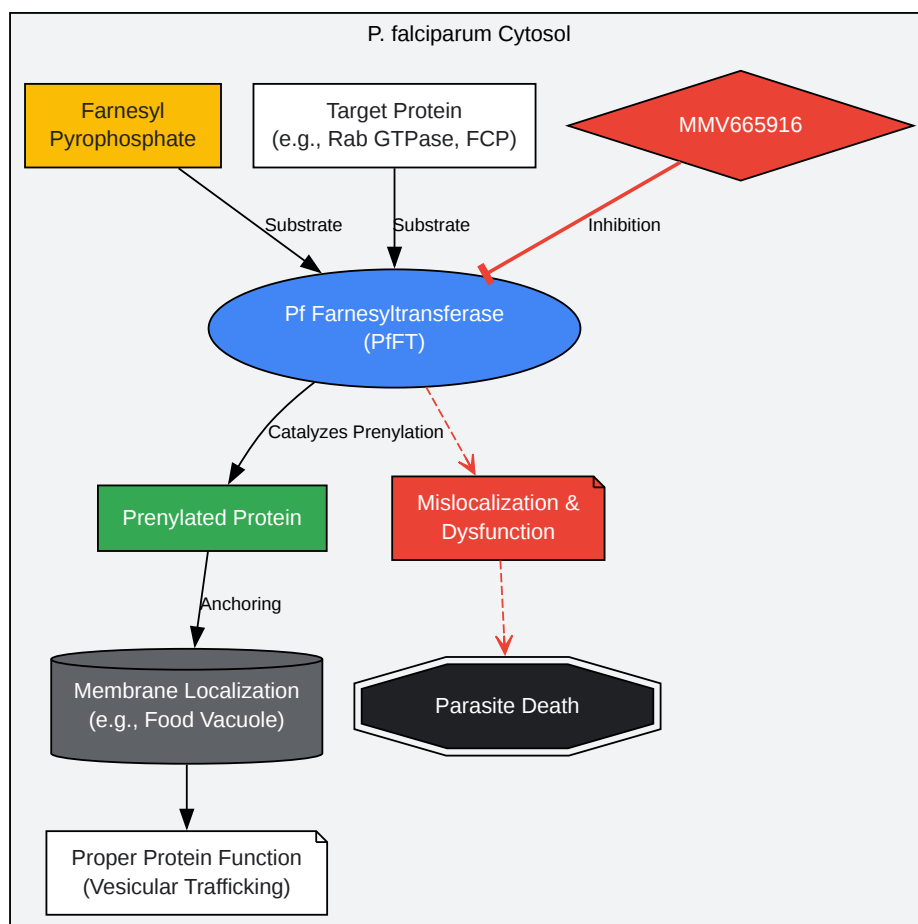 P. falciparum Cytosol
Farnesyl
Pyrophosphate
Target Protein
(e.g., Rab GTPase, FCP)
MMV665916
Substrate
Substrate
Inhibition
Pf Farnesyltransferase
(PfFT)
Catalyzes Prenylation
Prenylated Protein
Mislocalization &
Dysfunction
Anchoring
Membrane Localization
(e.g., Food Vacuole)
Parasite Death
Proper Protein Function
(Vesicular Trafficking)